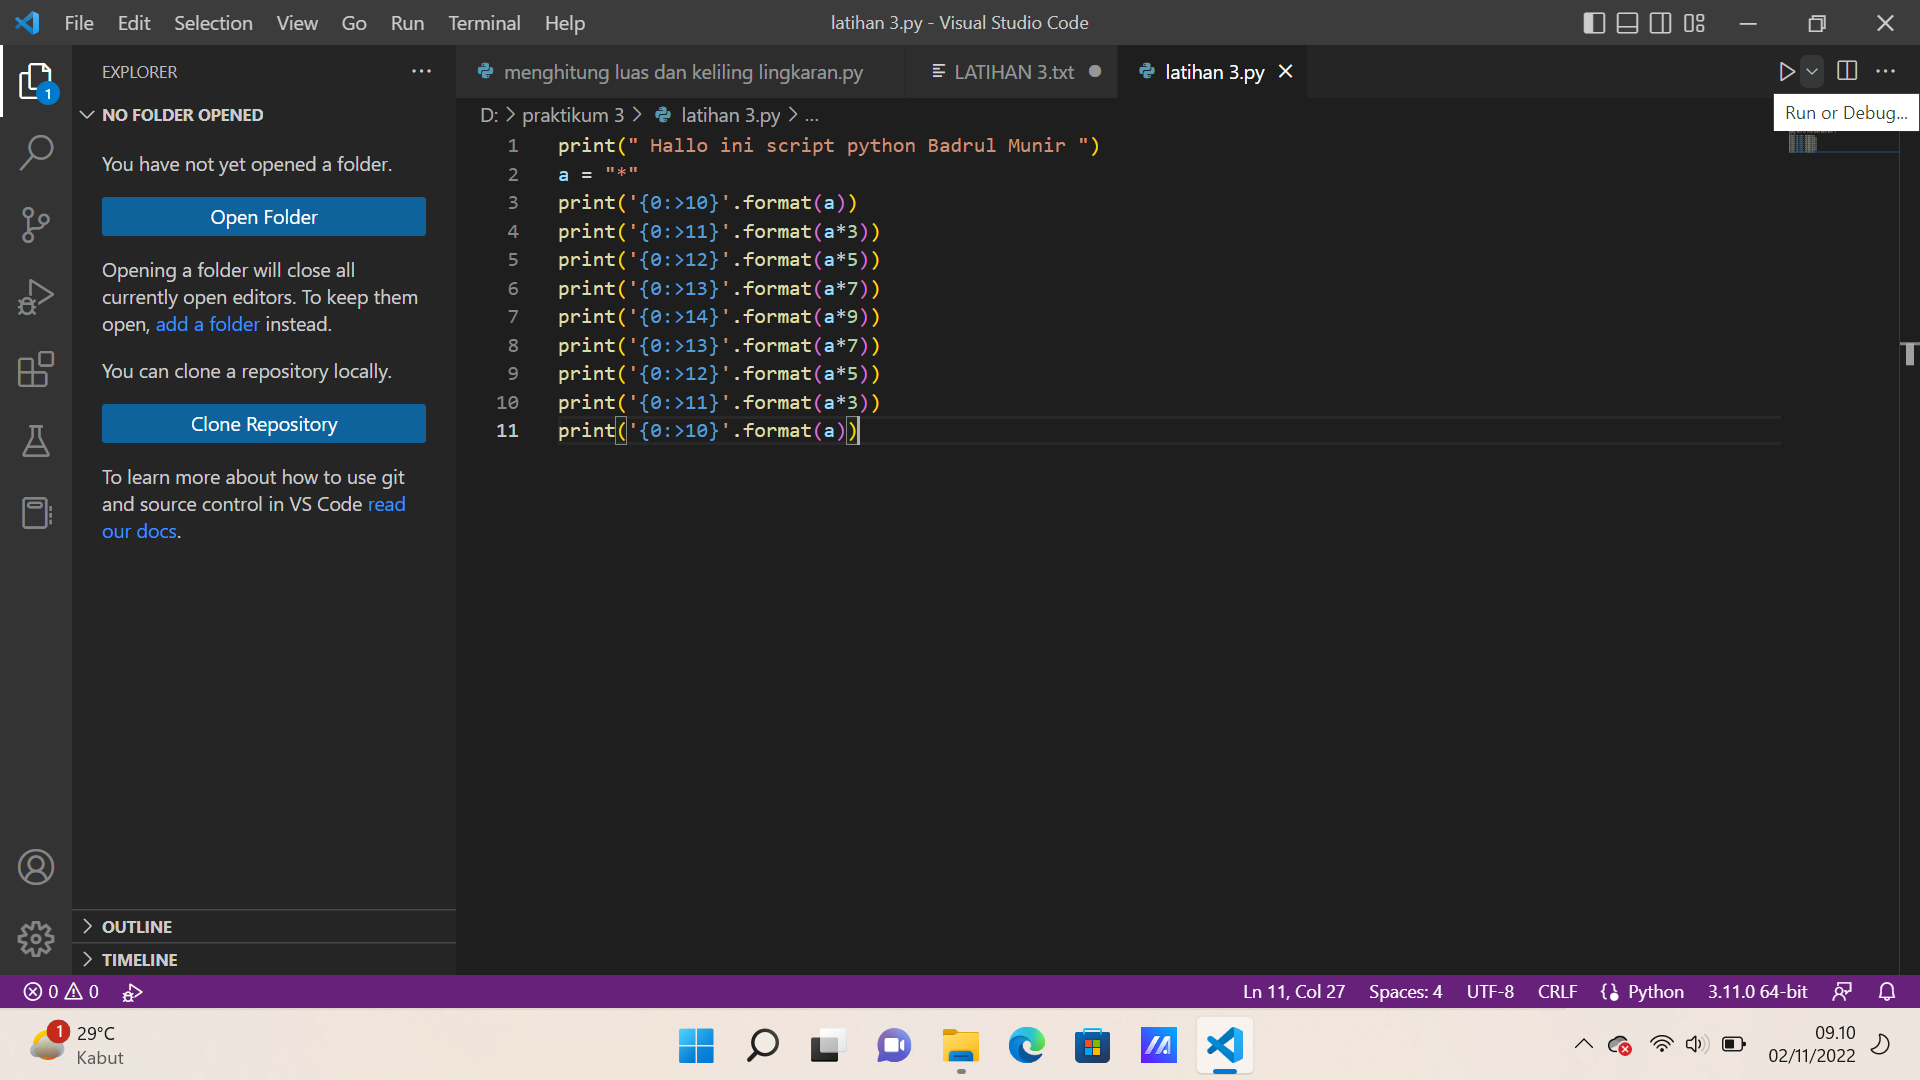 File Edit Selection View Go Run Terminal Help
latihan 3.py - Visual Studio Code
EXPLORER
NO FOLDER OPENED
You have not yet opened a folder.
Open Folder
Opening a folder will close all
currently open editors. To keep them
open, add a folder instead.
You can clone a repository locally.
Clone Repository
To learn more about how to use git
and source control in VS Code read
our docs.
OUTLINE
TIMELINE
menghitung luas dan keliling lingkaran.py LATIHAN 3.txt latihan 3.py
Run or Debug...
D: > praktikum 3 > latihan 3.py > ...
1 print(" Hallo ini script python Badrul Munir ")
2 a = "*"
3 print('{0:>10}'.format(a))
4 print('{0:>11}'.format(a*3))
5 print('{0:>12}'.format(a*5))
6 print('{0:>13}'.format(a*7))
7 print('{0:>14}'.format(a*9))
8 print('{0:>13}'.format(a*7))
9 print('{0:>12}'.format(a*5))
10 print('{0:>11}'.format(a*3))
11 print('{0:>10}'.format(a))
1
0 0 Ln 11, Col 27 Spaces: 4 UTF-8 CRLF Python 3.11.0 64-bit
1
29°C
Kabut
09.10
02/11/2022